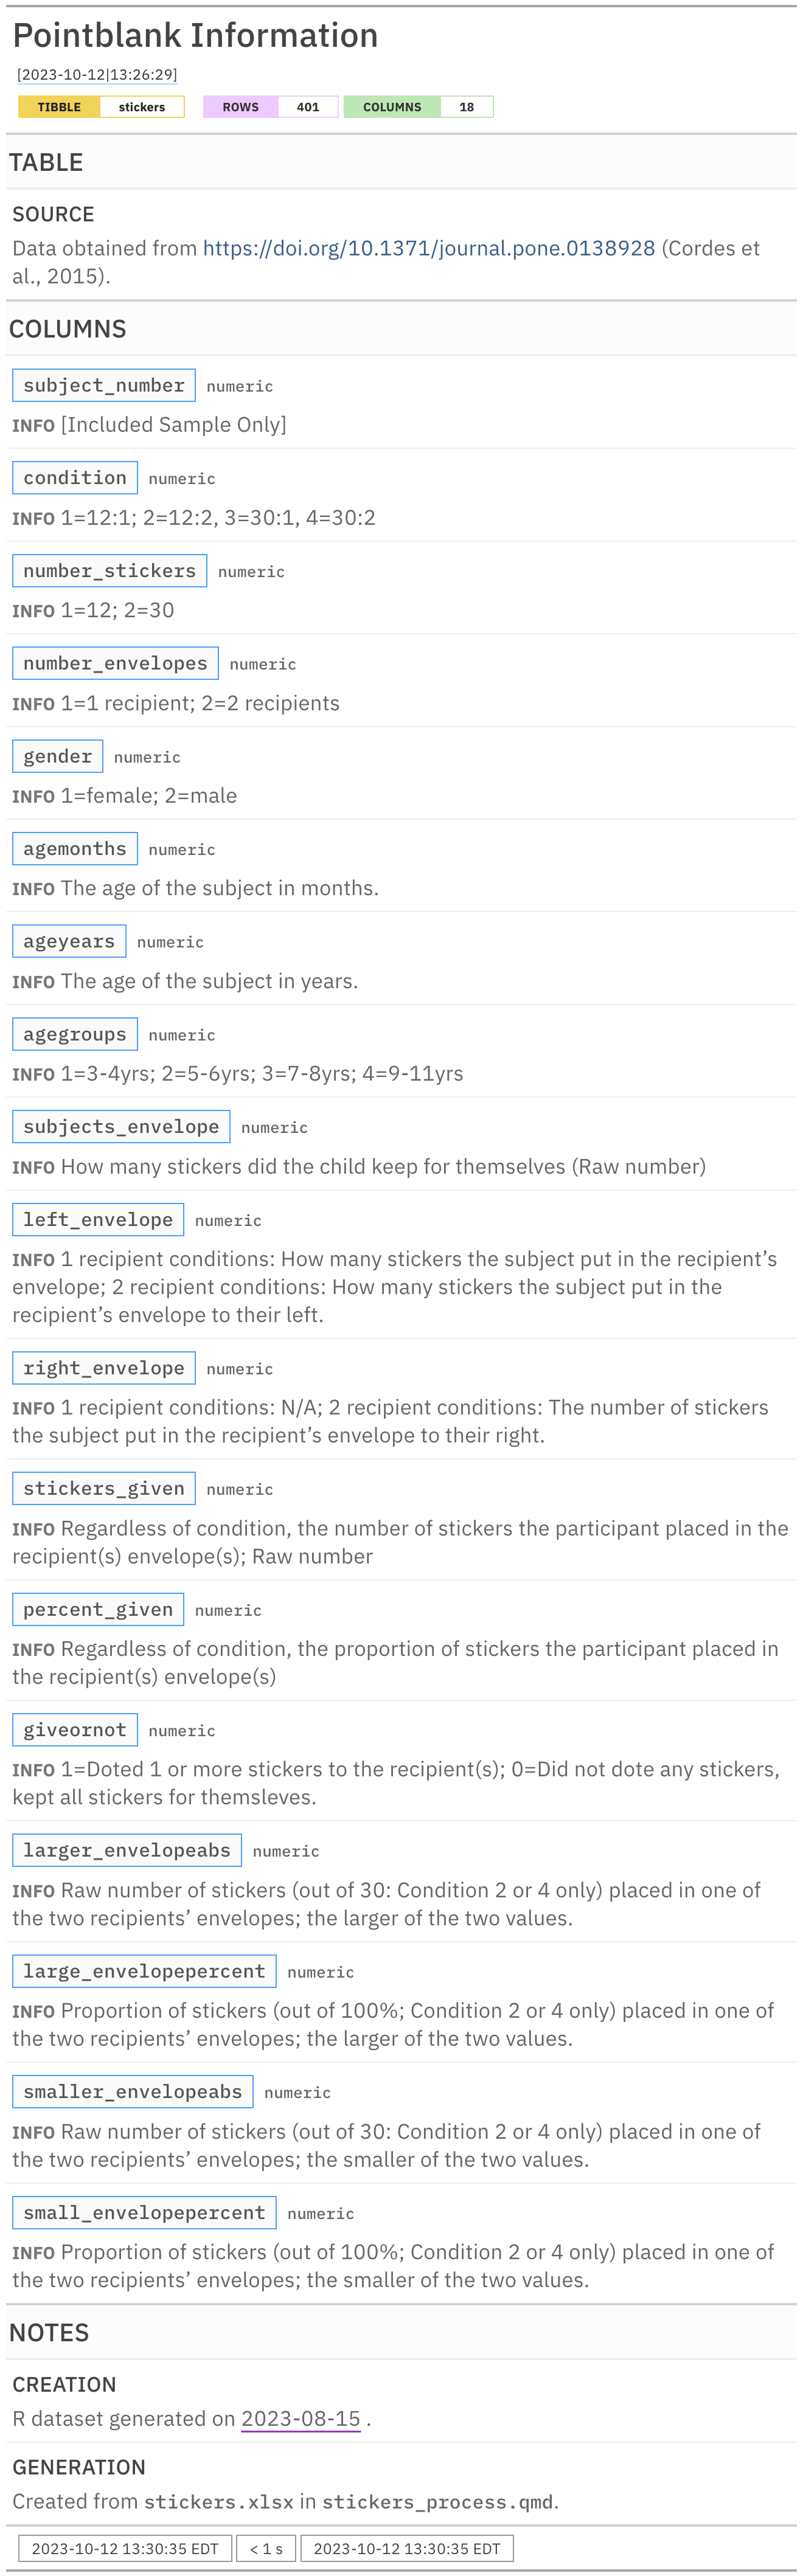 Pointblank Information
[2023-10-12|13:26:29]
TIBBLE stickers ROWS 401 COLUMNS 18
TABLE
SOURCE
Data obtained from https://doi.org/10.1371/journal.pone.0138928 (Cordes et
al., 2015).
COLUMNS
subject_number numeric
INFO [Included Sample Only]
condition numeric
INFO 1=12:1; 2=12:2, 3=30:1, 4=30:2
number_stickers numeric
INFO 1=12; 2=30
number_envelopes numeric
INFO 1=1 recipient; 2=2 recipients
gender numeric
INFO 1=female; 2=male
agemonths numeric
INFO The age of the subject in months.
ageyears numeric
INFO The age of the subject in years.
agegroups numeric
INFO 1=3-4yrs; 2=5-6yrs; 3=7-8yrs; 4=9-11yrs
subjects_envelope numeric
INFO How many stickers did the child keep for themselves (Raw number)
left_envelope numeric
INFO 1 recipient conditions: How many stickers the subject put in the recipient’s
envelope; 2 recipient conditions: How many stickers the subject put in the
recipient’s envelope to their left.
right_envelope numeric
INFO 1 recipient conditions: N/A; 2 recipient conditions: The number of stickers
the subject put in the recipient’s envelope to their right.
stickers_given numeric
INFO Regardless of condition, the number of stickers the participant placed in the
recipient(s) envelope(s); Raw number
percent_given numeric
INFO Regardless of condition, the proportion of stickers the participant placed in
the recipient(s) envelope(s)
giveornot numeric
INFO 1=Doted 1 or more stickers to the recipient(s); 0=Did not dote any stickers,
kept all stickers for themsleves.
larger_envelopeabs numeric
INFO Raw number of stickers (out of 30: Condition 2 or 4 only) placed in one of
the two recipients’ envelopes; the larger of the two values.
large_envelopepercent numeric
INFO Proportion of stickers (out of 100%; Condition 2 or 4 only) placed in one of
the two recipients’ envelopes; the larger of the two values.
smaller_envelopeabs numeric
INFO Raw number of stickers (out of 30: Condition 2 or 4 only) placed in one of
the two recipients’ envelopes; the smaller of the two values.
small_envelopepercent numeric
INFO Proportion of stickers (out of 100%; Condition 2 or 4 only) placed in one of
the two recipients’ envelopes; the smaller of the two values.
NOTES
CREATION
R dataset generated on 2023-08-15 .
GENERATION
Created from stickers.xlsx in stickers_process.qmd.
2023-10-12 13:30:35 EDT < 1 s 2023-10-12 13:30:35 EDT